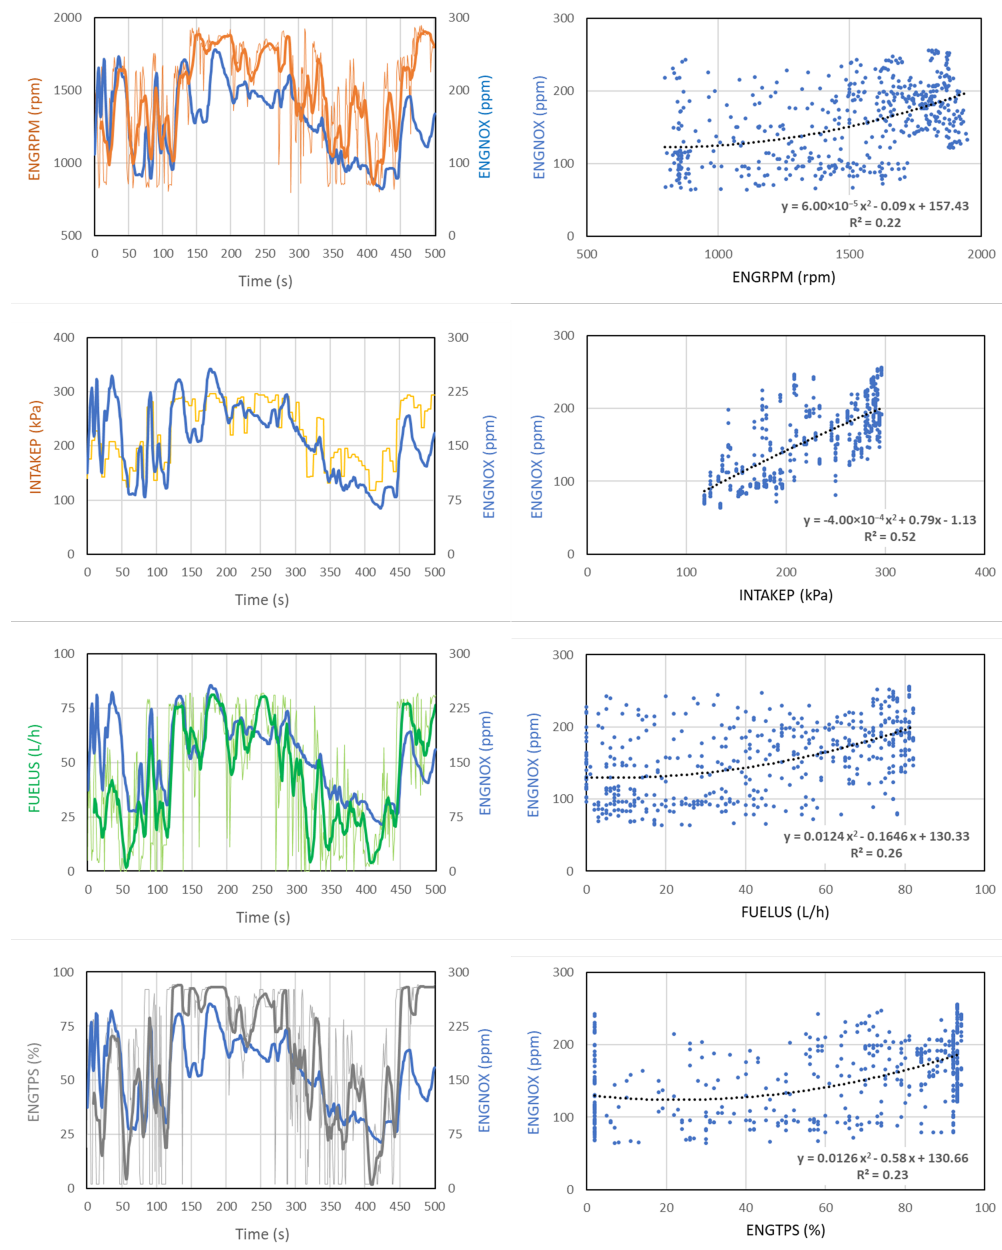 2000
1500
1000
500
ENGRPM (rpm)
300
200
100
0
ENGNOX (ppm)
0 50 100 150 200 250 300 350 400 450 500
Time (s)
300
200
100
0
ENGNOX (ppm)
y = 6.00×10⁻⁵ x² - 0.09 x + 157.43
R² = 0.22
500 1000 1500 2000
ENGRPM (rpm)
400
300
200
100
0
INTAKEP (kPa)
300
225
150
75
0
ENGNOX (ppm)
0 50 100 150 200 250 300 350 400 450 500
Time (s)
300
200
100
0
ENGNOX (ppm)
y = -4.00×10⁻⁴ x² + 0.79x - 1.13
R² = 0.52
0 100 200 300 400
INTAKEP (kPa)
100
75
50
25
0
FUELUS (L/h)
300
225
150
75
0
ENGNOX (ppm)
0 50 100 150 200 250 300 350 400 450 500
Time (s)
300
200
100
0
ENGNOX (ppm)
y = 0.0124 x² - 0.1646 x + 130.33
R² = 0.26
0 20 40 60 80 100
FUELUS (L/h)
100
75
50
25
0
ENGTPS (%)
300
225
150
75
0
ENGNOX (ppm)
0 50 100 150 200 250 300 350 400 450 500
Time (s)
300
200
100
0
ENGNOX (ppm)
y = 0.0126 x² - 0.58 x + 130.66
R² = 0.23
0 20 40 60 80 100
ENGTPS (%)